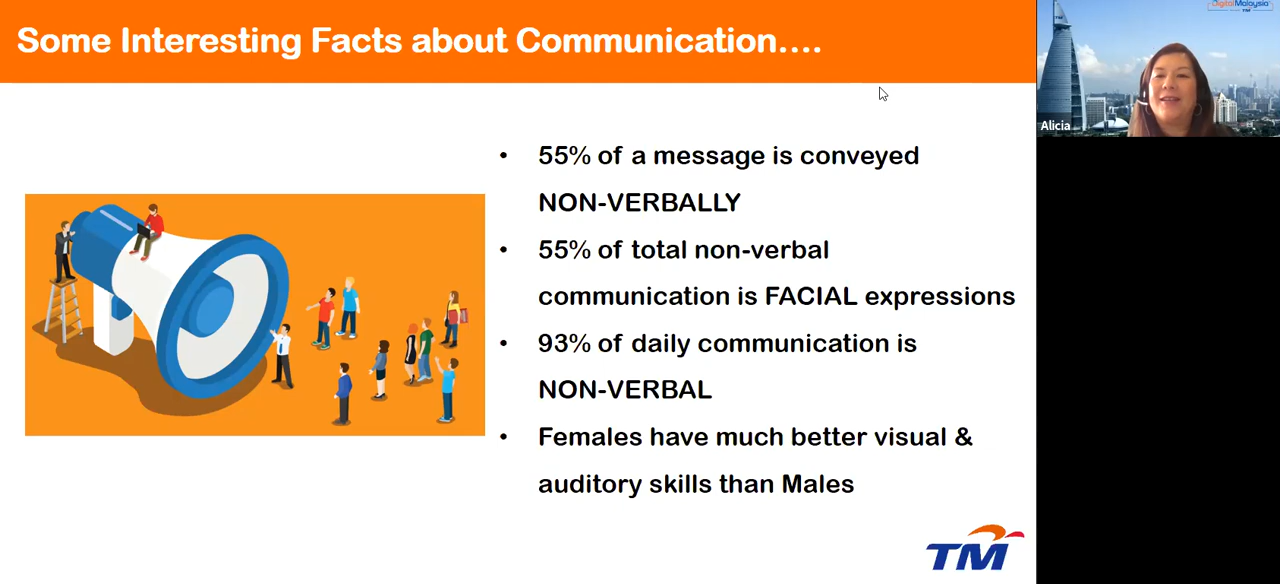 Some Interesting Facts about Communication....
• 55% of a message is conveyed
NON-VERBALLY
• 55% of total non-verbal
communication is FACIAL expressions
• 93% of daily communication is
NON-VERBAL
• Females have much better visual &
auditory skills than Males
TM
DigitalMalaysia
TM
Alicia